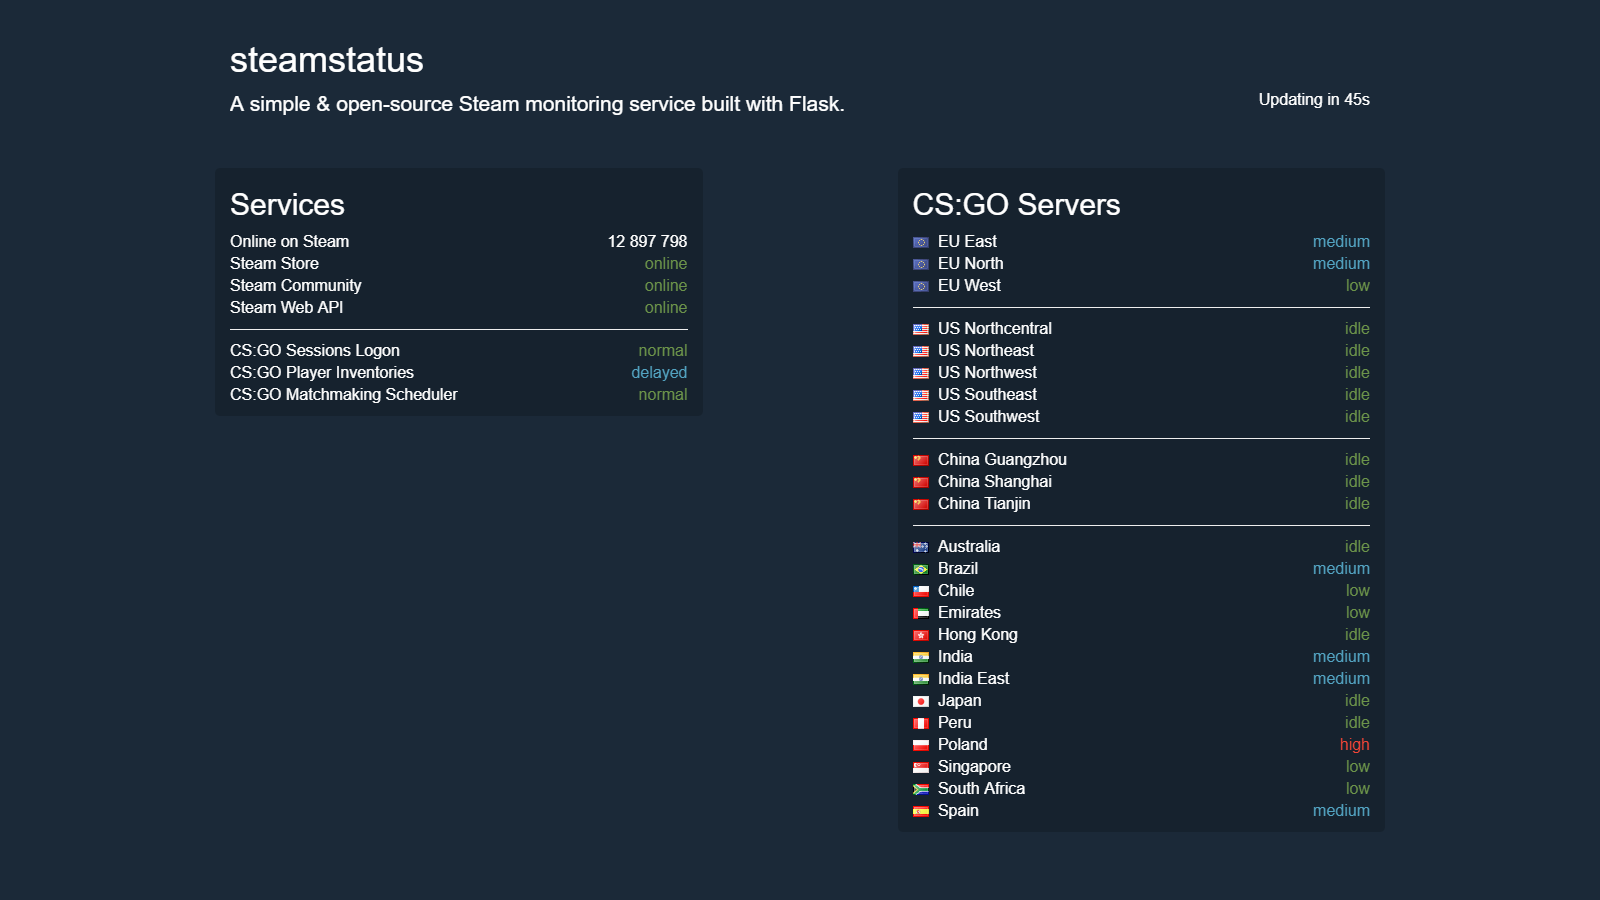 steamstatus
A simple & open-source Steam monitoring service built with Flask.
Updating in 45s
Services
Online on Steam 12 897 798
Steam Store online
Steam Community online
Steam Web API online
CS:GO Sessions Logon normal
CS:GO Player Inventories delayed
CS:GO Matchmaking Scheduler normal
CS:GO Servers
EU East medium
EU North medium
EU West low
US Northcentral idle
US Northeast idle
US Northwest idle
US Southeast idle
US Southwest idle
China Guangzhou idle
China Shanghai idle
China Tianjin idle
Australia idle
Brazil medium
Chile low
Emirates low
Hong Kong idle
India medium
India East medium
Japan idle
Peru idle
Poland high
Singapore low
South Africa low
Spain medium